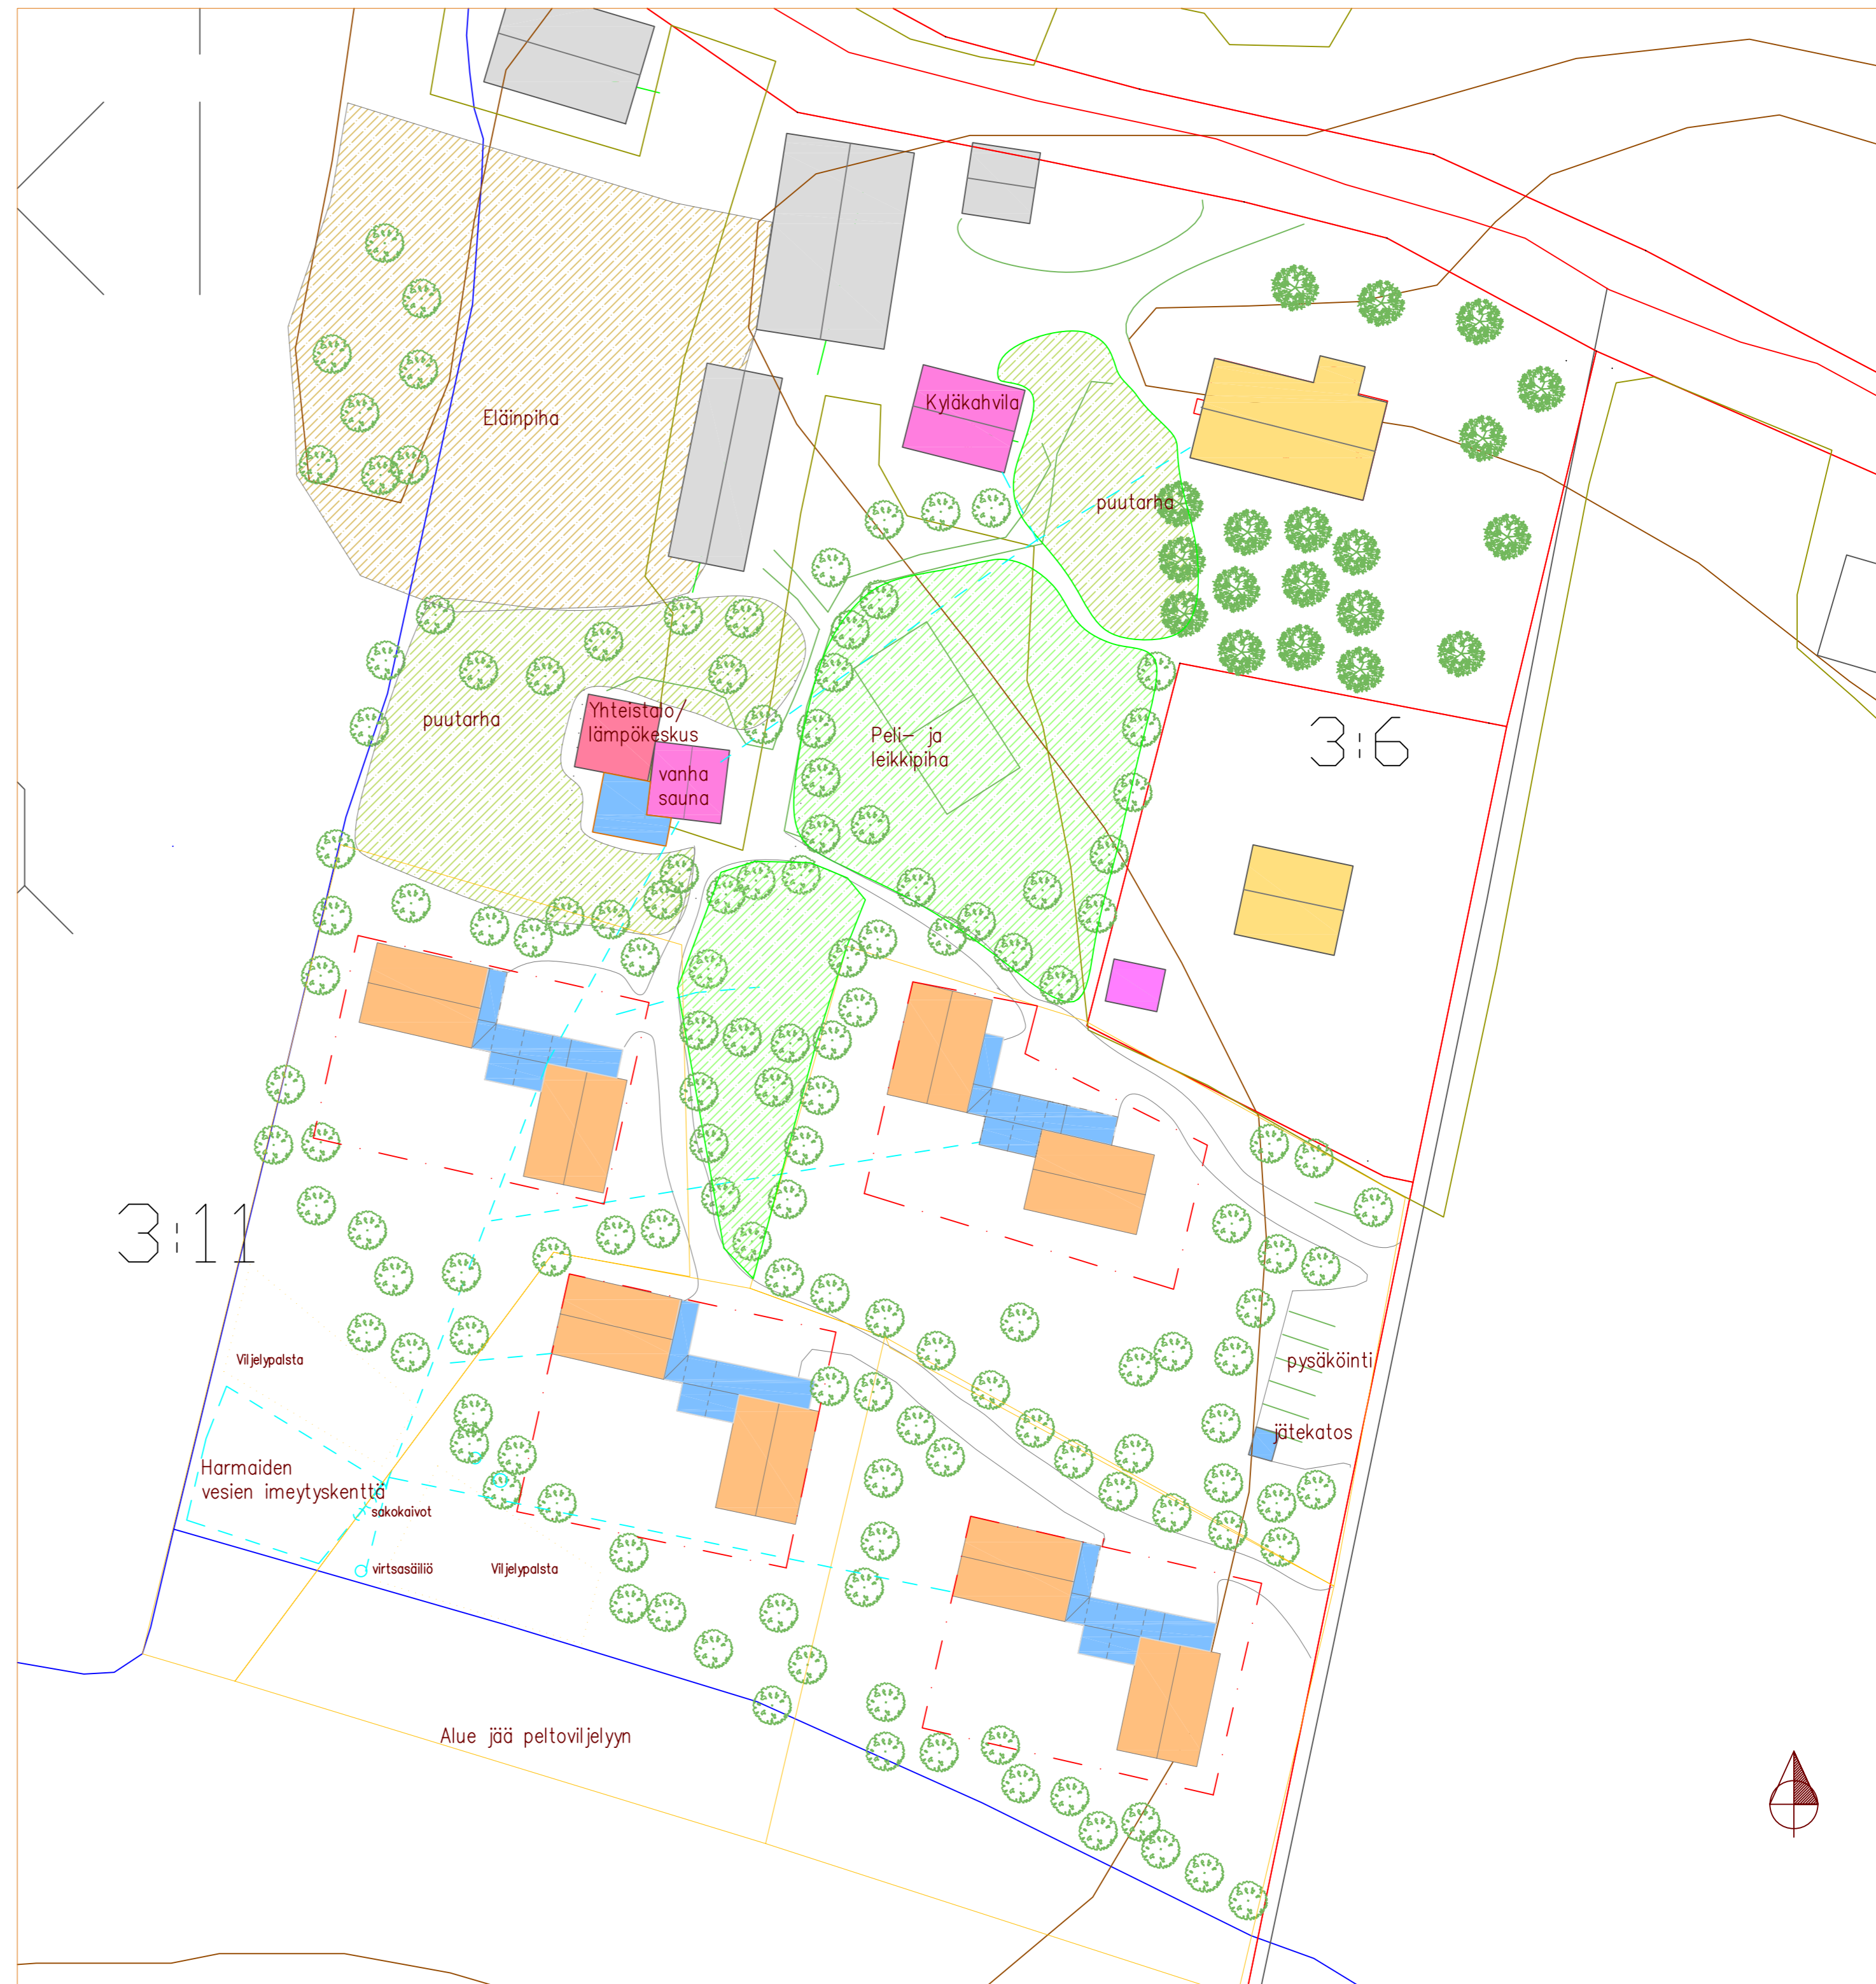 Kyläkahvila
Eläinpiha
puutarha
puutarha
Yhteistalo/
lämpökeskus
vanha
sauna
Peli- ja
leikkipiha
3:6
3:11
Viljelypalsta
pysäköinti
jätekatos
Harmaiden
vesien imeytyskenttä
sakokaivot
virtsasäiliö
Viljelypalsta
Alue jää peltoviljelyyn